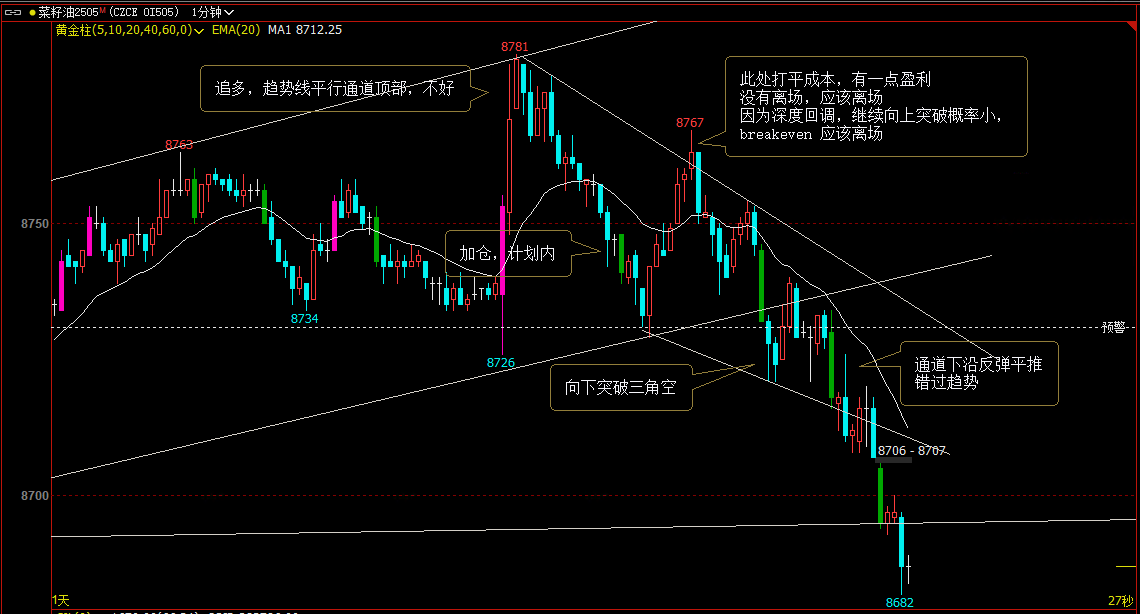 菜籽油2505M (CZCE OI505) 1分钟
黄金柱(5,10,20,40,60,0) EMA(20) MA1 8712.25
8781
追多，趋势线平行通道顶部，不好
此处打平成本，有一点盈利
没有离场，应该离场
因为深度回调，继续向上突破概率小，
breakeven 应该离场
8767
8763
8750
加仓，计划内
8734
预警
8726
通道下沿反弹平推
错过趋势
向下突破三角空
8706 - 8707
8700
1天
8682
27秒